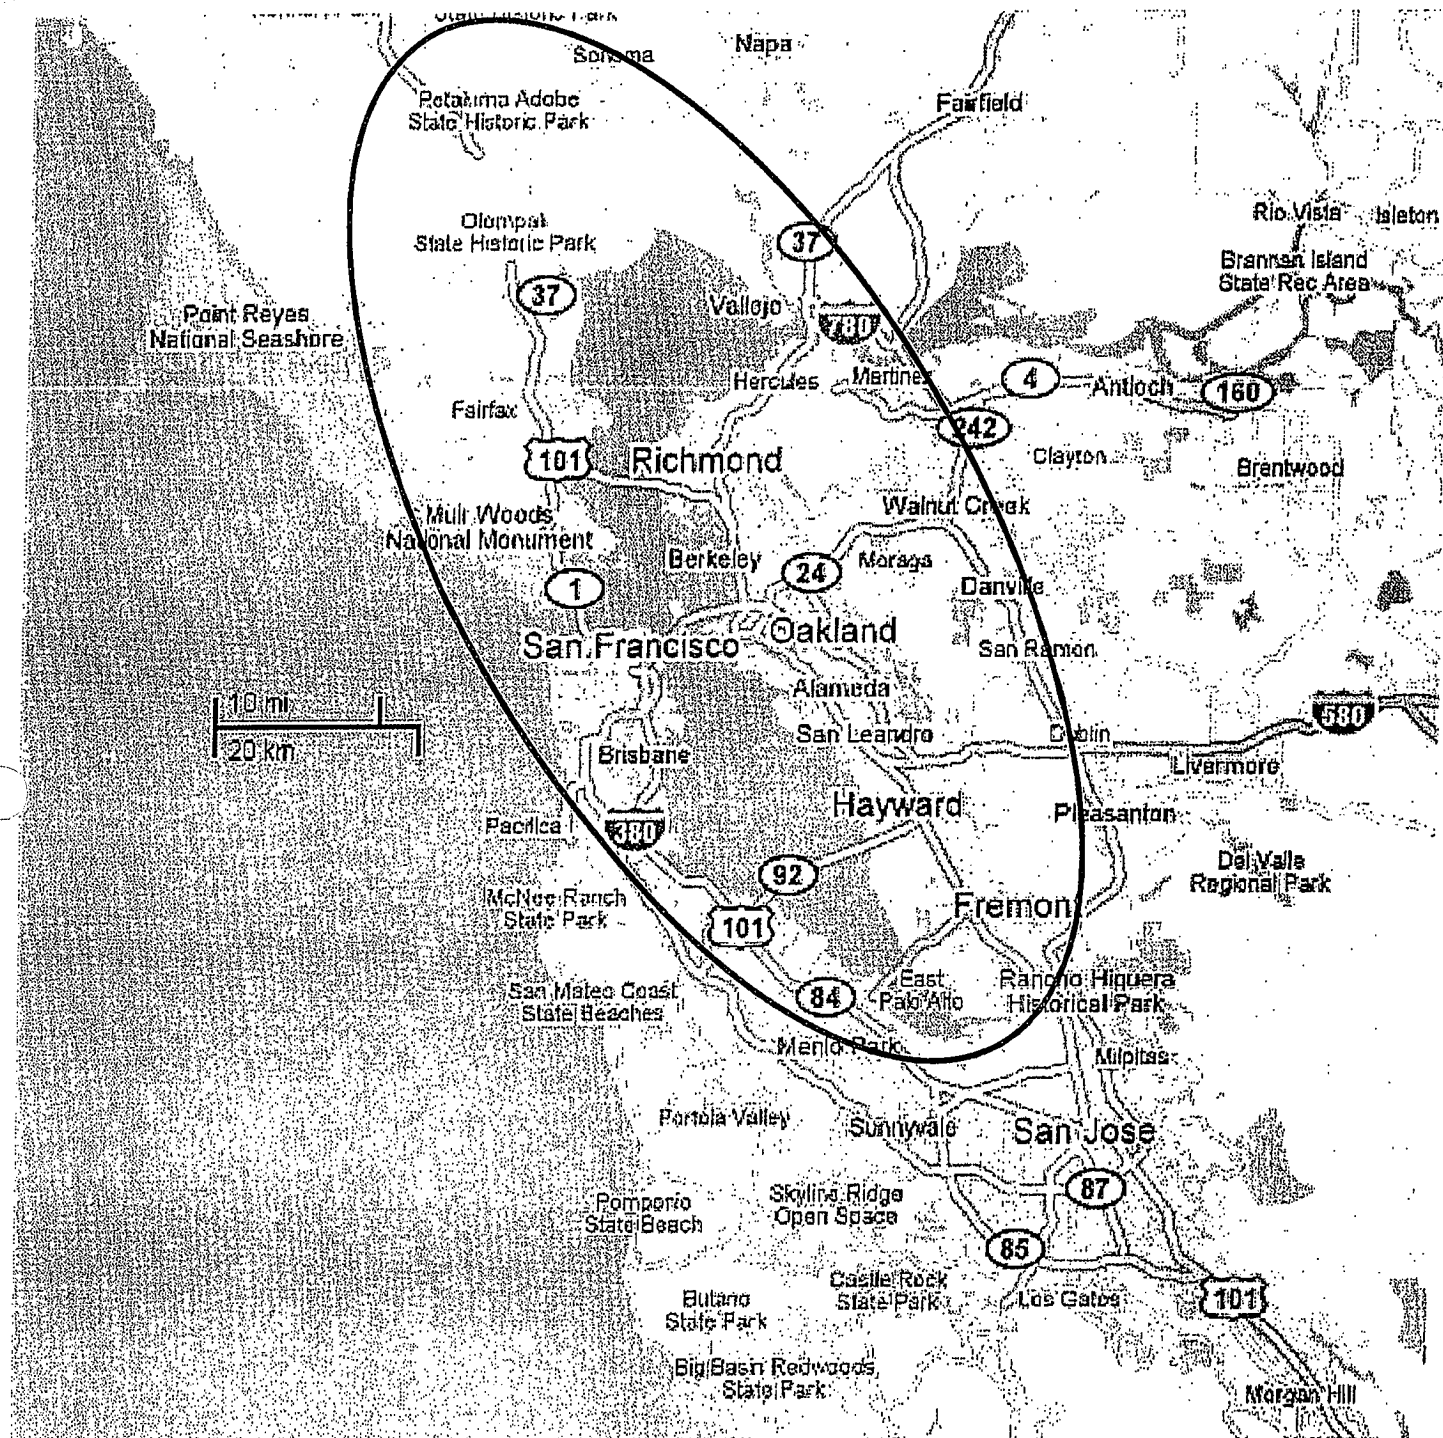 State Historic Park
Sonoma
Napa
Petaluma Adobe
State Historic Park
Fairfield
Olompali
State Historic Park
37
Rio Vista
Isleton
37
Brannan Island
State Rec Area
Point Reyes
National Seashore
Vallejo
780
Hercules
Martinez
4
Antioch
160
Fairfax
242
101
Richmond
Clayton
Brentwood
Walnut Creek
Muir Woods
National Monument
Berkeley
24
Moraga
1
Danville
San Francisco
Oakland
San Ramon
Alameda
10 mi
20 km
580
San Leandro
Dublin
Brisbane
Livermore
Hayward
Pleasanton
Pacifica
380
Del Valle
Regional Park
92
McNee Ranch
State Park
101
Fremont
San Mateo Coast
State Beaches
84
East
Palo Alto
Rancho Higuera
Historical Park
Menlo Park
Milpitas
Portola Valley
Sunnyvale
San Jose
87
Pomponio
State Beach
Skyline Ridge
Open Space
85
Butano
State Park
Castle Rock
State Park
Los Gatos
101
Big Basin Redwoods
State Park
Morgan Hill